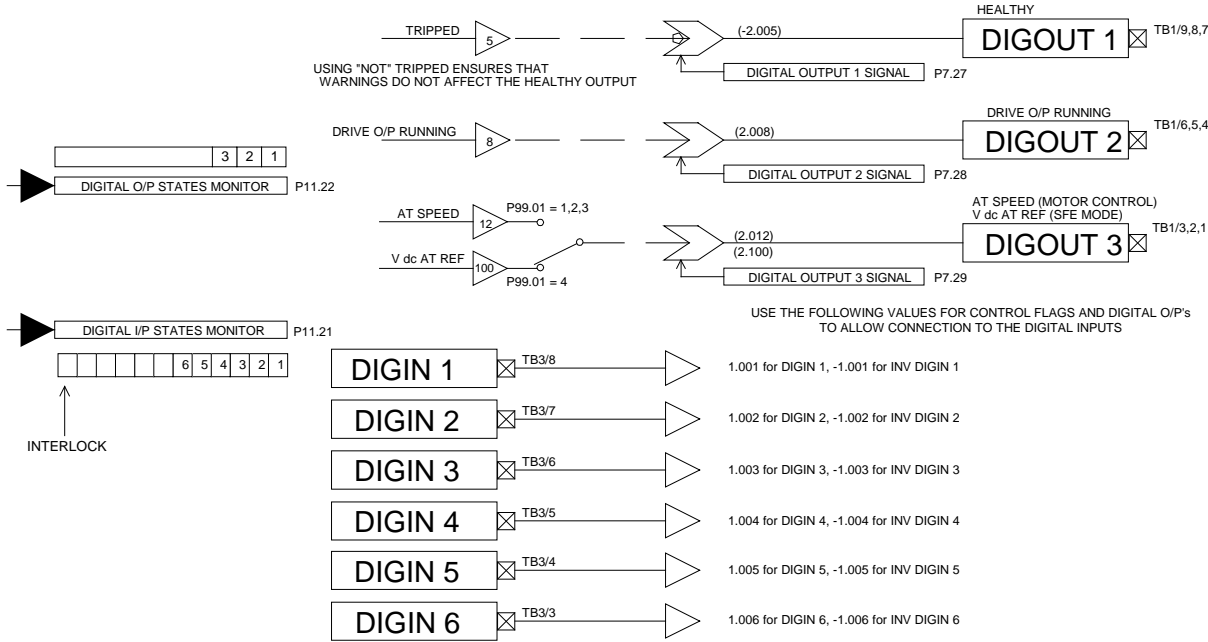 HEALTHY
TRIPPED
5
(-2.005)
DIGOUT 1
TB1/9,8,7
USING "NOT" TRIPPED ENSURES THAT
WARNINGS DO NOT AFFECT THE HEALTHY OUTPUT
DIGITAL OUTPUT 1 SIGNAL P7.27
DRIVE O/P RUNNING
DRIVE O/P RUNNING
8
(2.008)
DIGOUT 2
TB1/6,5,4
3 2 1
DIGITAL O/P STATES MONITOR P11.22
DIGITAL OUTPUT 2 SIGNAL P7.28
AT SPEED
12
P99.01 = 1,2,3
AT SPEED (MOTOR CONTROL)
V dc AT REF (SFE MODE)
(2.012)
(2.100)
DIGOUT 3
TB1/3,2,1
V dc AT REF
100
P99.01 = 4
DIGITAL OUTPUT 3 SIGNAL P7.29
DIGITAL I/P STATES MONITOR P11.21
USE THE FOLLOWING VALUES FOR CONTROL FLAGS AND DIGITAL O/P's
TO ALLOW CONNECTION TO THE DIGITAL INPUTS
6 5 4 3 2 1
INTERLOCK
DIGIN 1 TB3/8 1.001 for DIGIN 1, -1.001 for INV DIGIN 1
DIGIN 2 TB3/7 1.002 for DIGIN 2, -1.002 for INV DIGIN 2
DIGIN 3 TB3/6 1.003 for DIGIN 3, -1.003 for INV DIGIN 3
DIGIN 4 TB3/5 1.004 for DIGIN 4, -1.004 for INV DIGIN 4
DIGIN 5 TB3/4 1.005 for DIGIN 5, -1.005 for INV DIGIN 5
DIGIN 6 TB3/3 1.006 for DIGIN 6, -1.006 for INV DIGIN 6